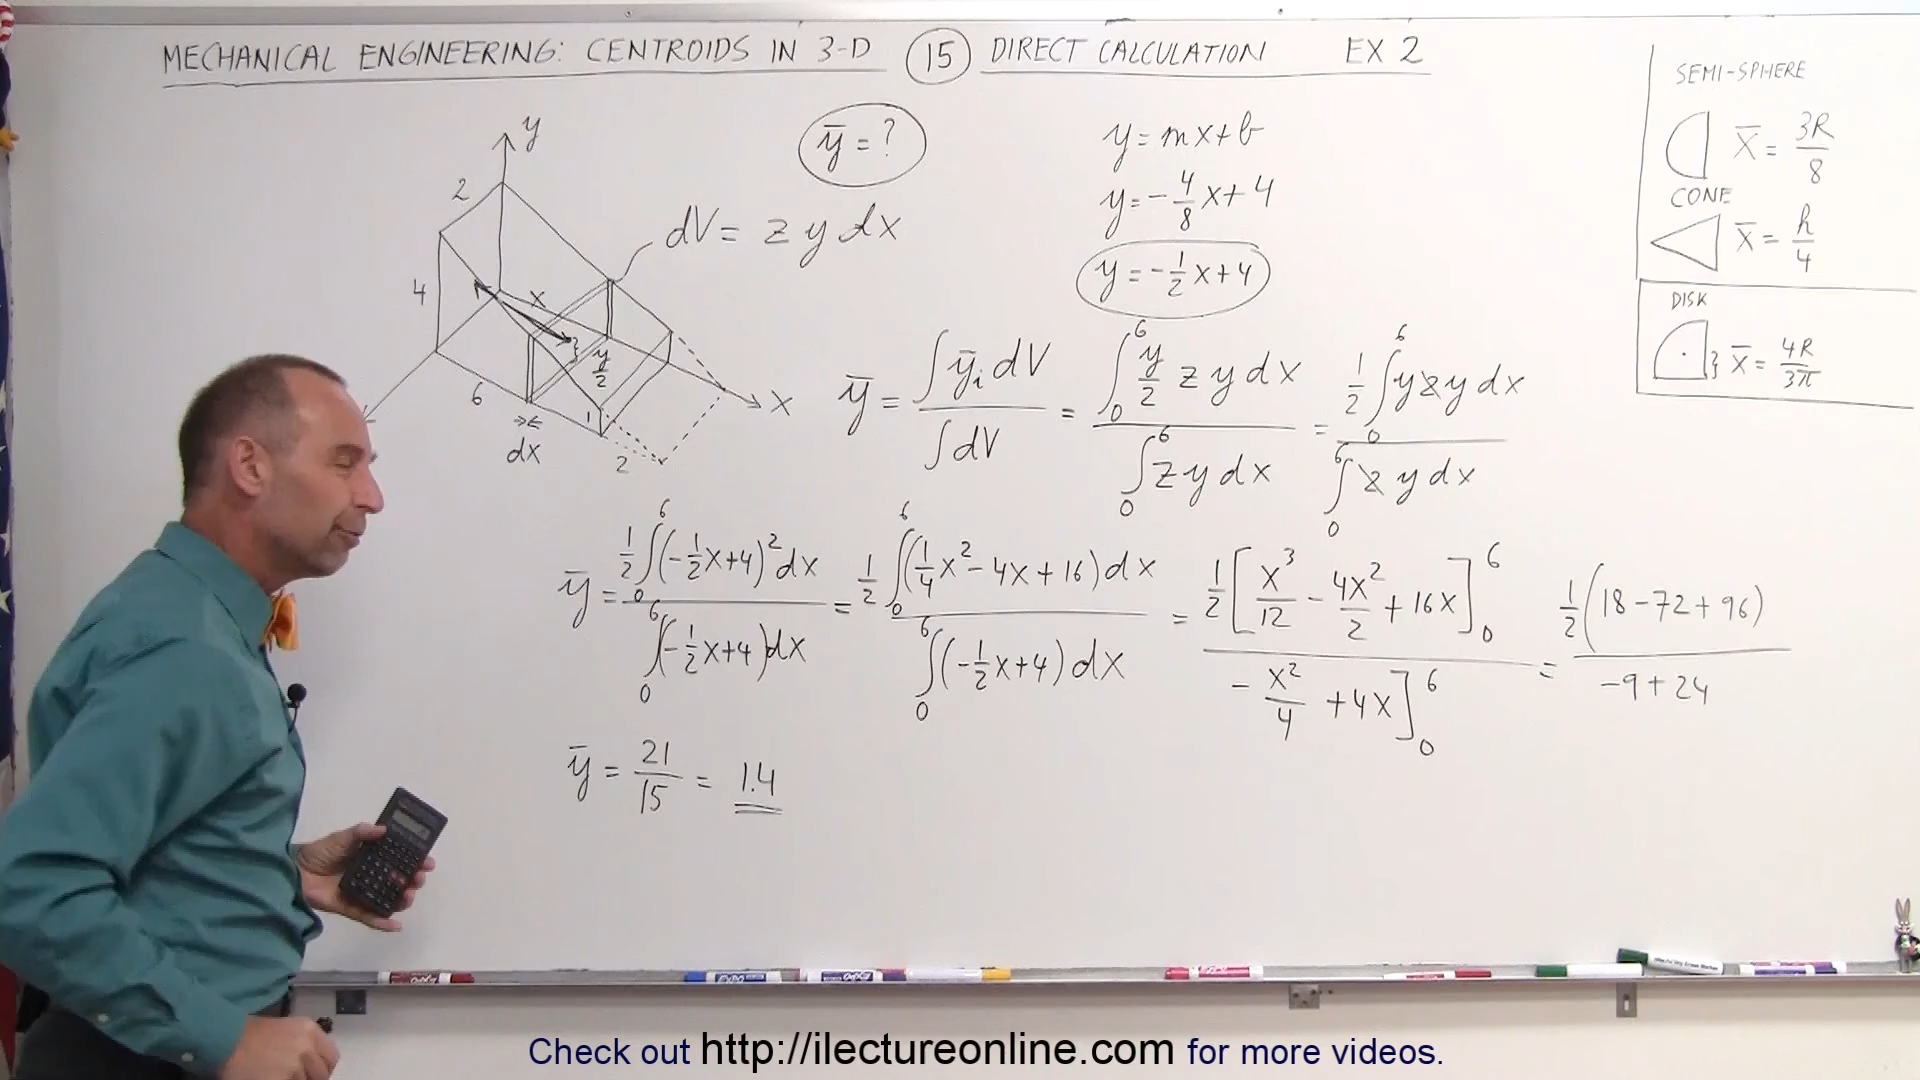 MECHANICAL ENGINEERING: CENTROIDS IN 3-D (15) DIRECT CALCULATION EX 2
y
2
4
x
y/2
6
1
X
dx
2
dV = z y dx
ȳ = ?
y = mx+b
y = -4/8 x + 4
y = -1/2 x + 4
ȳ = ∫ȳᵢ dV / ∫dV = ∫₀⁶ y/2 z y dx / ∫₀⁶ z y dx = 1/2 ∫₀⁶ y z y dx / ∫₀⁶ z y dx
ȳ = 1/2 ∫₀⁶ (-1/2 x+4)² dx / ∫₀⁶ (-1/2 x+4) dx = 1/2 ∫₀⁶ (1/4 x² - 4x + 16) dx / ∫₀⁶ (-1/2 x+4) dx = 1/2 [x³/12 - 4x²/2 + 16x]₀⁶ / -x²/4 + 4x]₀⁶ = 1/2 (18 - 72 + 96) / -9 + 24
ȳ = 21/15 = 1.4
SEMI-SPHERE
X̄ = 3R/8
CONE
X̄ = h/4
DISK
X̄ = 4R/3π
Check out http://ilectureonline.com for more videos.